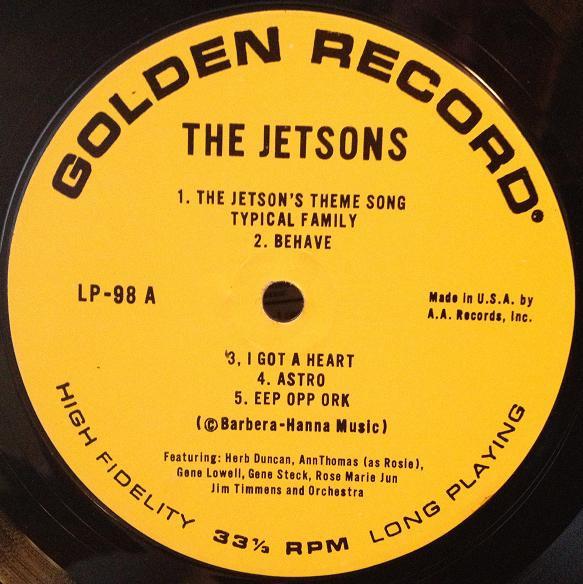 GOLDEN RECORD®
THE JETSONS
1. THE JETSON'S THEME SONG
TYPICAL FAMILY
2. BEHAVE
LP-98 A
Made in U.S.A. by
A.A. Records, Inc.
3, I GOT A HEART
4. ASTRO
5. EEP OPP ORK
(©Barbera-Hanna Music)
Featuring: Herb Duncan, AnnThomas (as Rosie),
Gene Lowell, Gene Steck, Rose Marie Jun
Jim Timmens and Orchestra
HIGH FIDELITY 33⅓ RPM LONG PLAYING